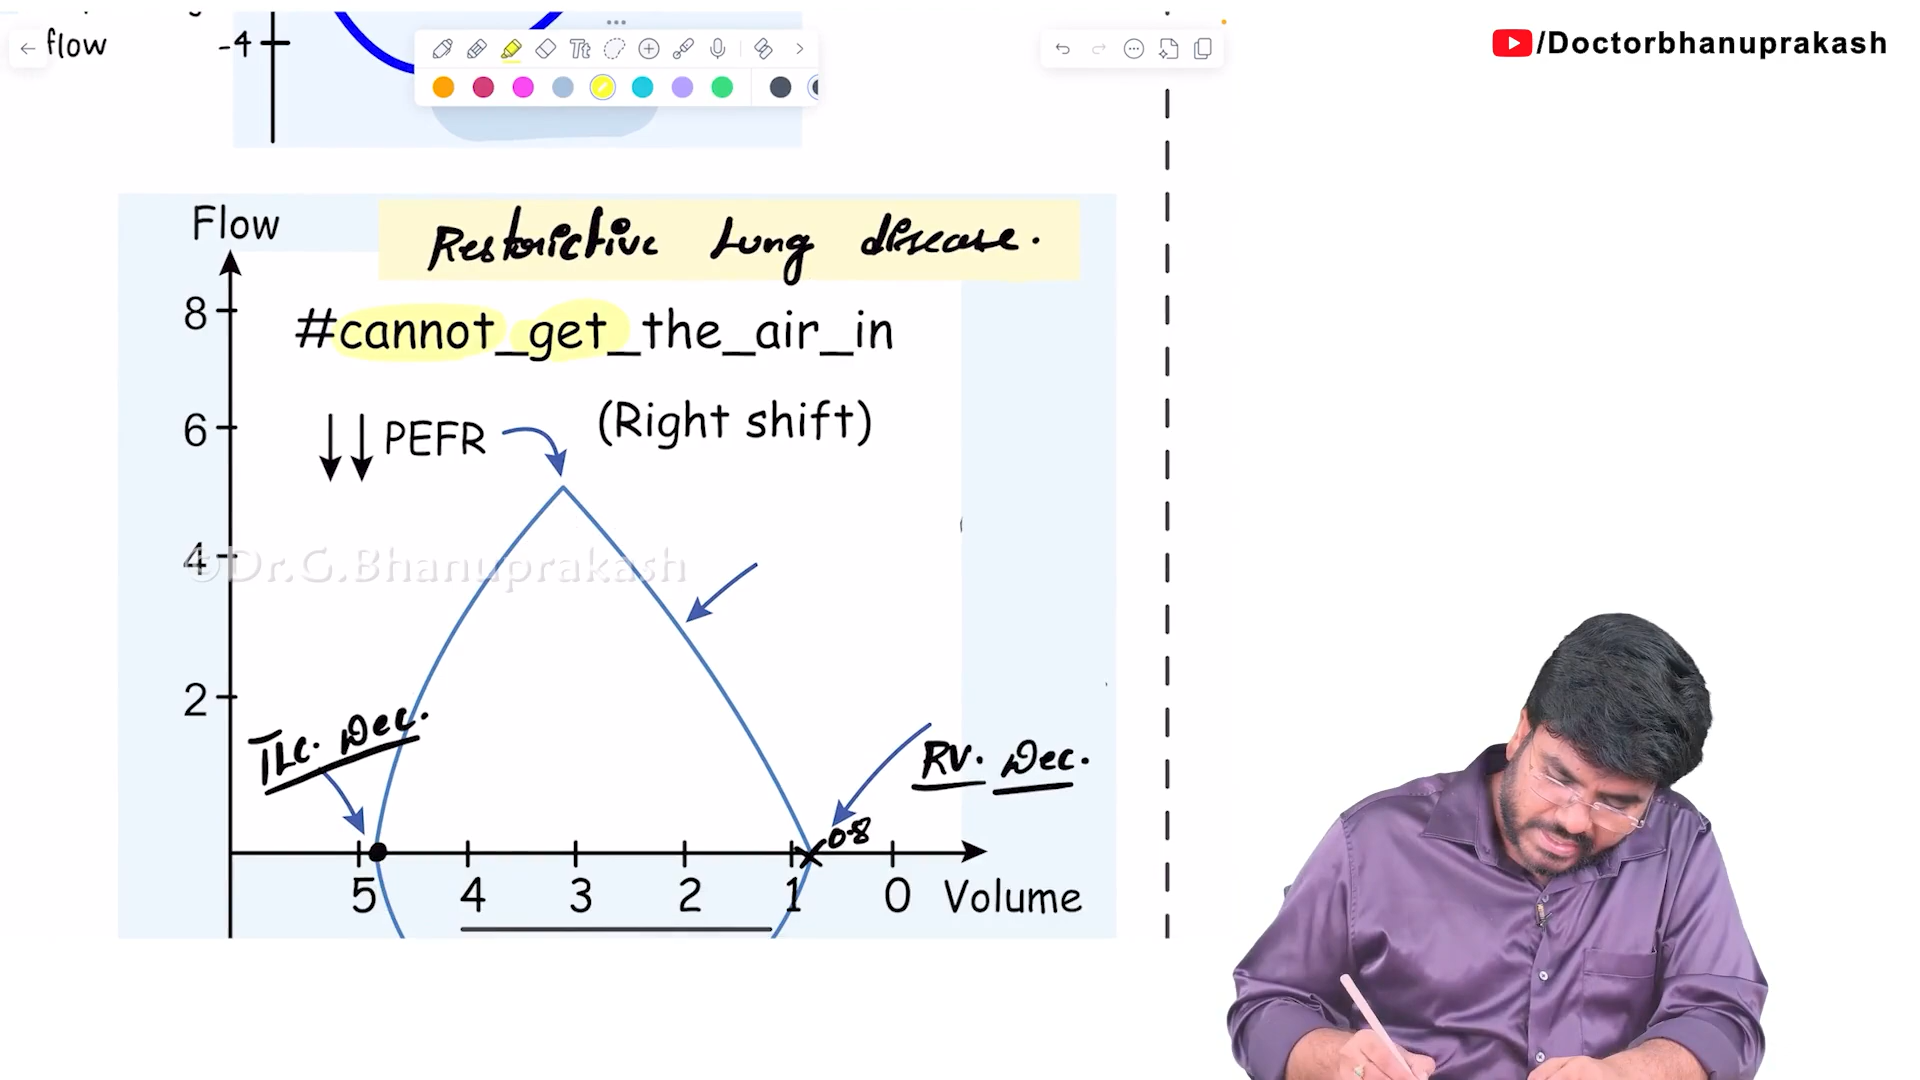 flow
-4
Tt
/Doctorbhanuprakash
Flow
Restrictive Lung disease.
8
#cannot_get_the_air_in
6
↓↓ PEFR
(Right shift)
4
©Dr.G.Bhanuprakash
2
TLC. Dec.
RV. Dec.
0.8
5 4 3 2 1 0 Volume